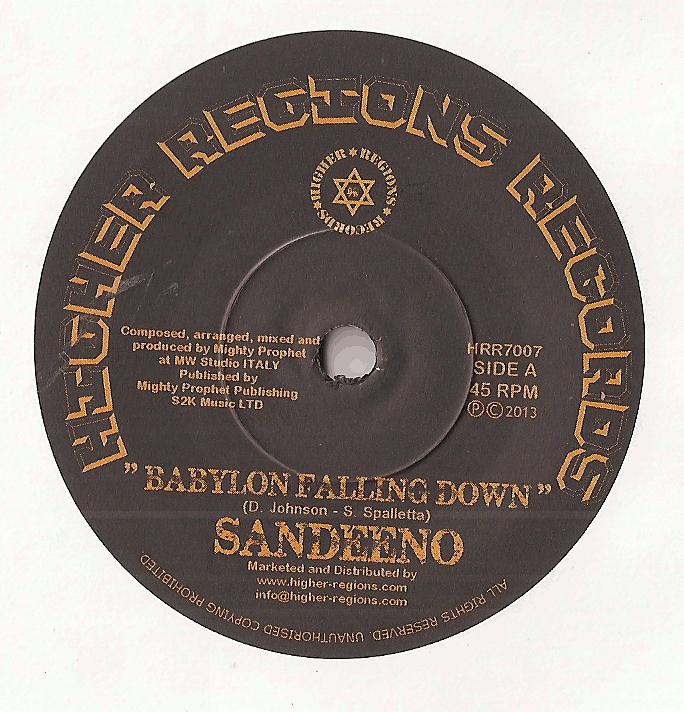 HIGHER REGIONS RECORDS
HIGHER ★ REGIONS ★ RECORDS ★
Composed, arranged, mixed and
produced by Mighty Prophet
at MW Studio ITALY
Published by
Mighty Prophet Publishing
S2K Music LTD
HRR7007
SIDE A
45 RPM
ⓅⒸ 2013
” BABYLON FALLING DOWN ”
(D. Johnson - S. Spalletta)
SANDEENO
Marketed and Distributed by
www.higher-regions.com
info@higher-regions.com
ALL RIGHTS RESERVED. UNAUTHORISED COPYING PROHIBITED.